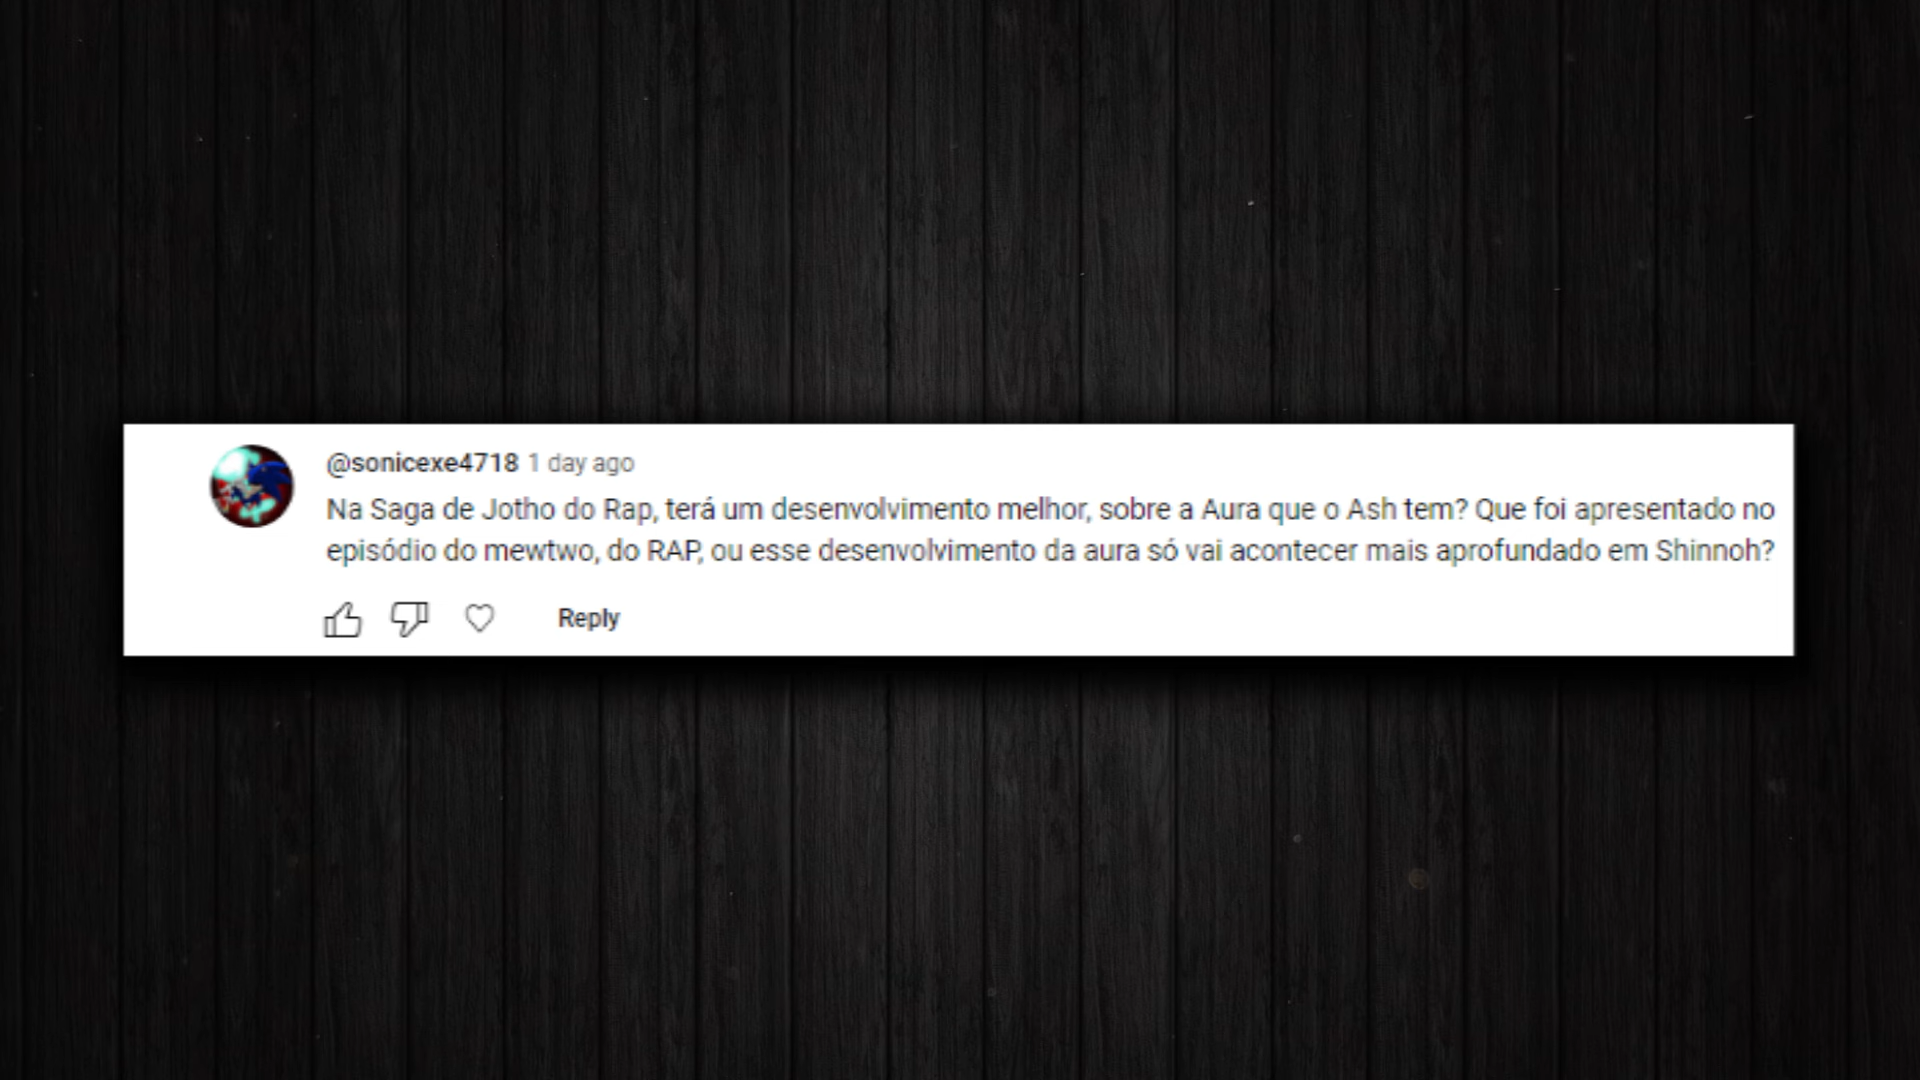 @sonicexe4718 1 day ago
Na Saga de Jotho do Rap, terá um desenvolvimento melhor, sobre a Aura que o Ash tem? Que foi apresentado no
episódio do mewtwo, do RAP, ou esse desenvolvimento da aura só vai acontecer mais aprofundado em Shinnoh?
Reply